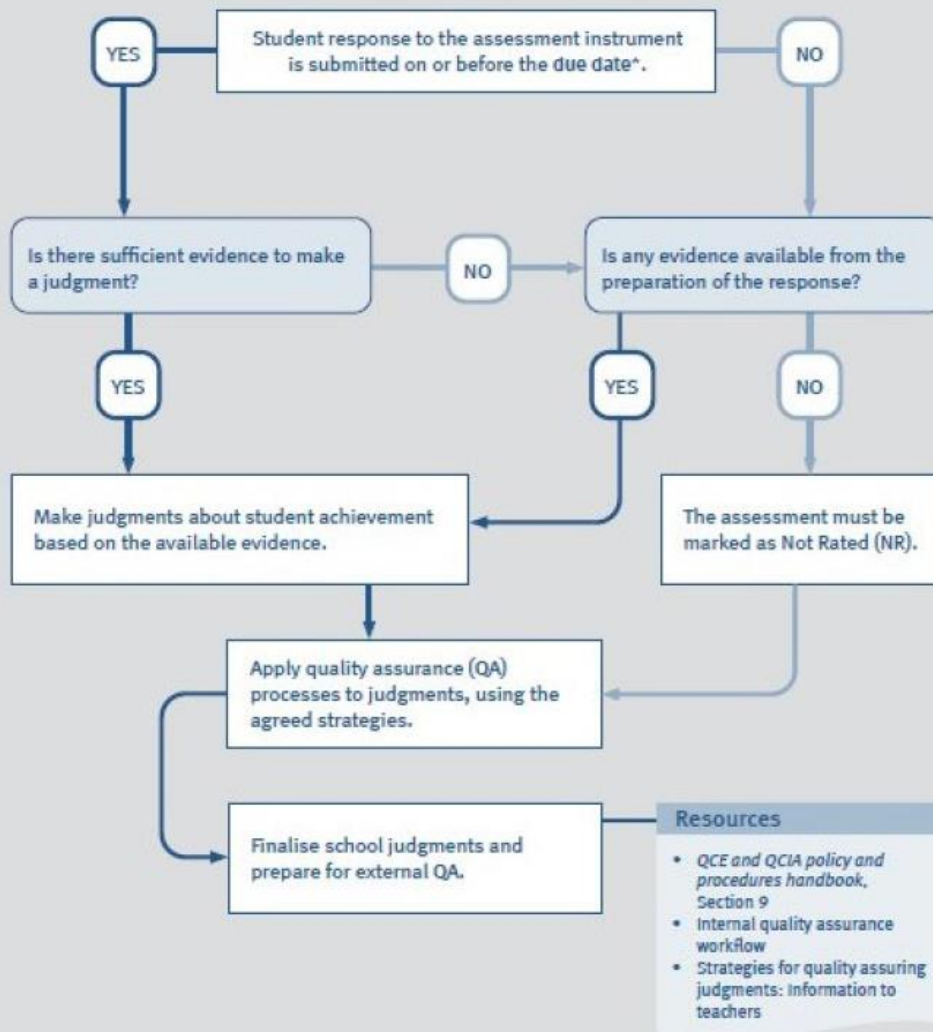 YES
Student response to the assessment instrument
is submitted on or before the due date^.
NO
Is there sufficient evidence to make
a judgment?
NO
Is any evidence available from the
preparation of the response?
YES
YES
NO
Make judgments about student achievement
based on the available evidence.
The assessment must be
marked as Not Rated (NR).
Apply quality assurance (QA)
processes to judgments, using the
agreed strategies.
Finalise school judgments and
prepare for external QA.
Resources
• QCE and QCIA policy and
procedures handbook,
Section 9
• Internal quality assurance
workflow
• Strategies for quality assuring
judgments: Information to
teachers